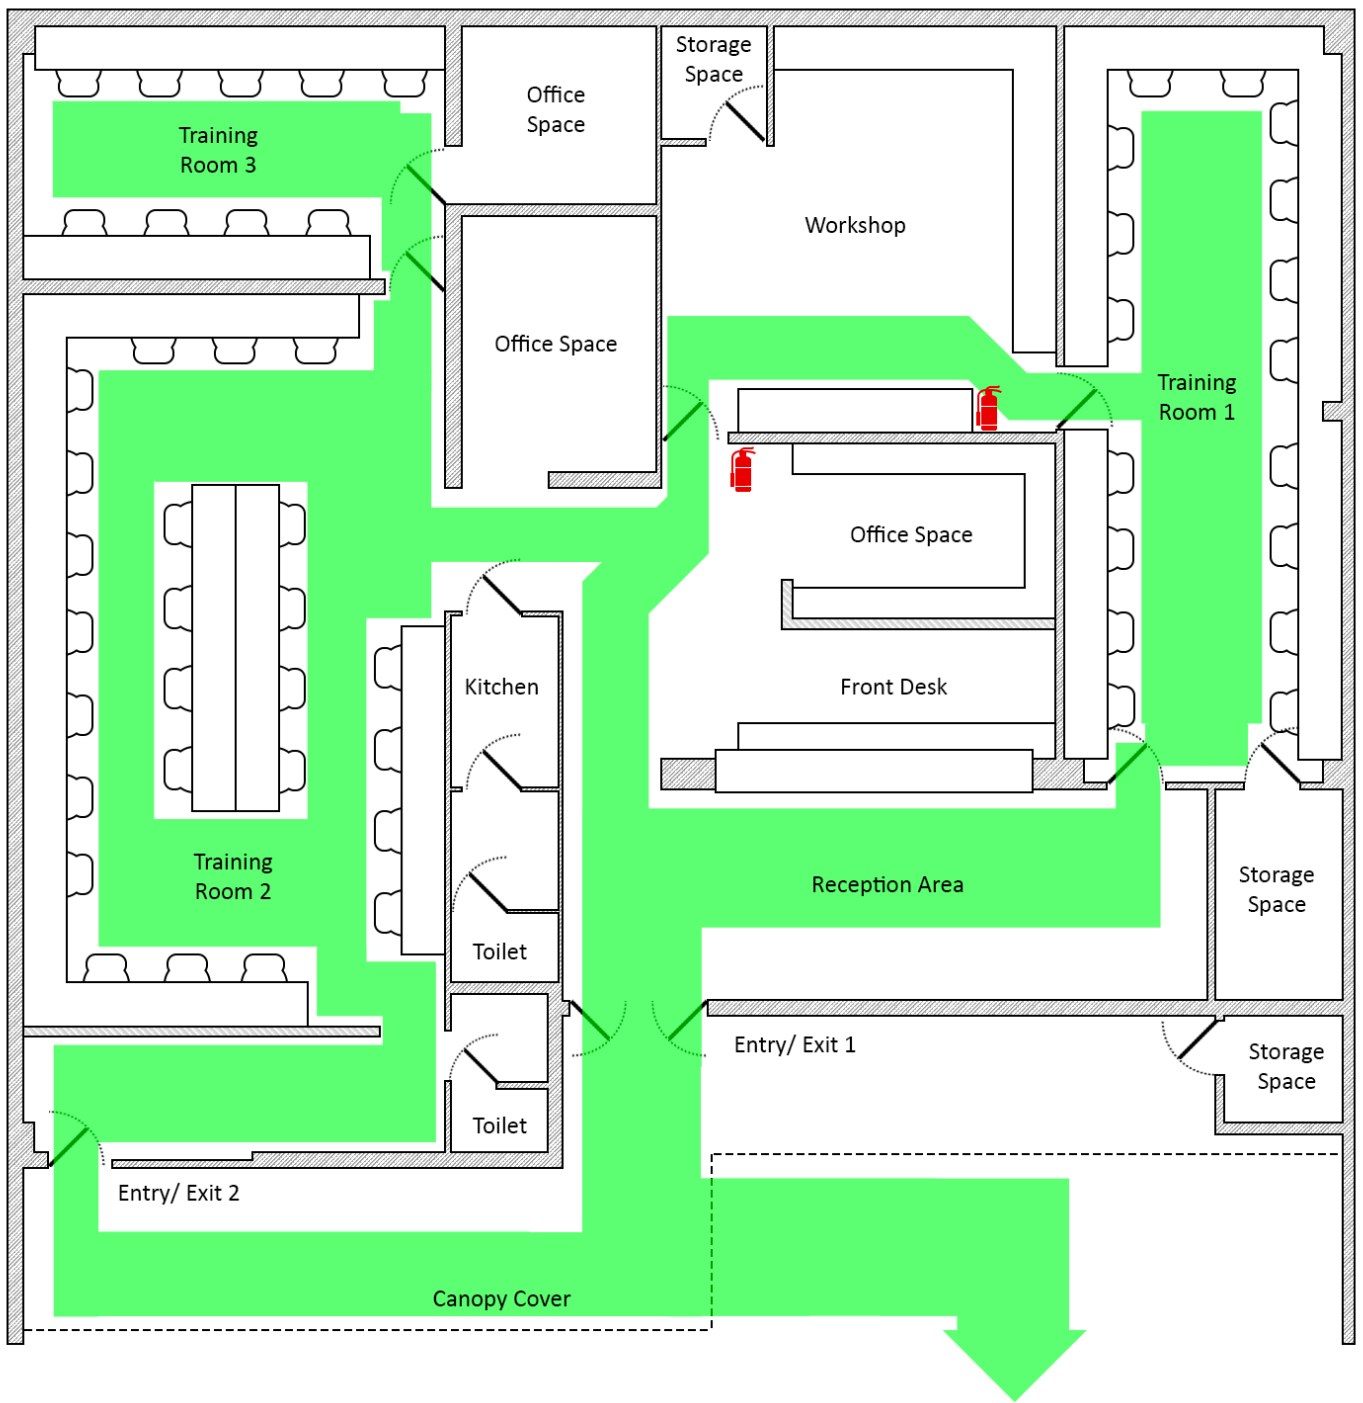 Storage
Space
Office
Space
Training
Room 3
Workshop
Office Space
Training
Room 1
Office Space
Kitchen
Front Desk
Training
Room 2
Reception Area
Storage
Space
Toilet
Entry/ Exit 1
Storage
Space
Toilet
Entry/ Exit 2
Canopy Cover